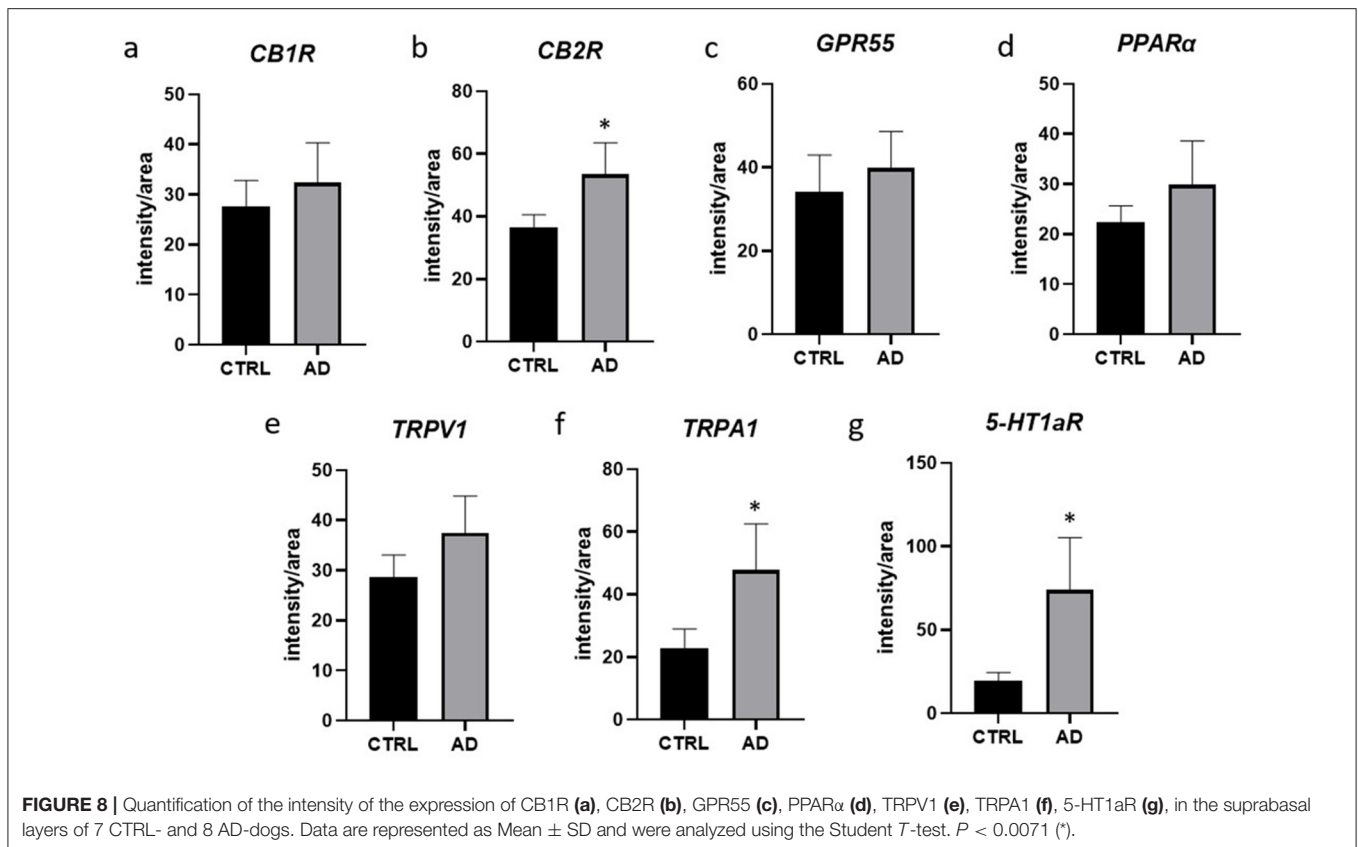 a
CB1R
intensity/area
50
40
30
20
10
0
CTRL AD
b
CB2R
intensity/area
80
60
40
20
0
*
CTRL AD
c
GPR55
intensity/area
60
40
20
0
CTRL AD
d
PPARα
intensity/area
50
40
30
20
10
0
CTRL AD
e
TRPV1
intensity/area
50
40
30
20
10
0
CTRL AD
f
TRPA1
intensity/area
80
60
40
20
0
*
CTRL AD
g
5-HT1aR
intensity/area
150
100
50
0
*
CTRL AD
FIGURE 8 | Quantification of the intensity of the expression of CB1R (a), CB2R (b), GPR55 (c), PPARα (d), TRPV1 (e), TRPA1 (f), 5-HT1aR (g), in the suprabasal
layers of 7 CTRL- and 8 AD-dogs. Data are represented as Mean ± SD and were analyzed using the Student T-test. P < 0.0071 (*).